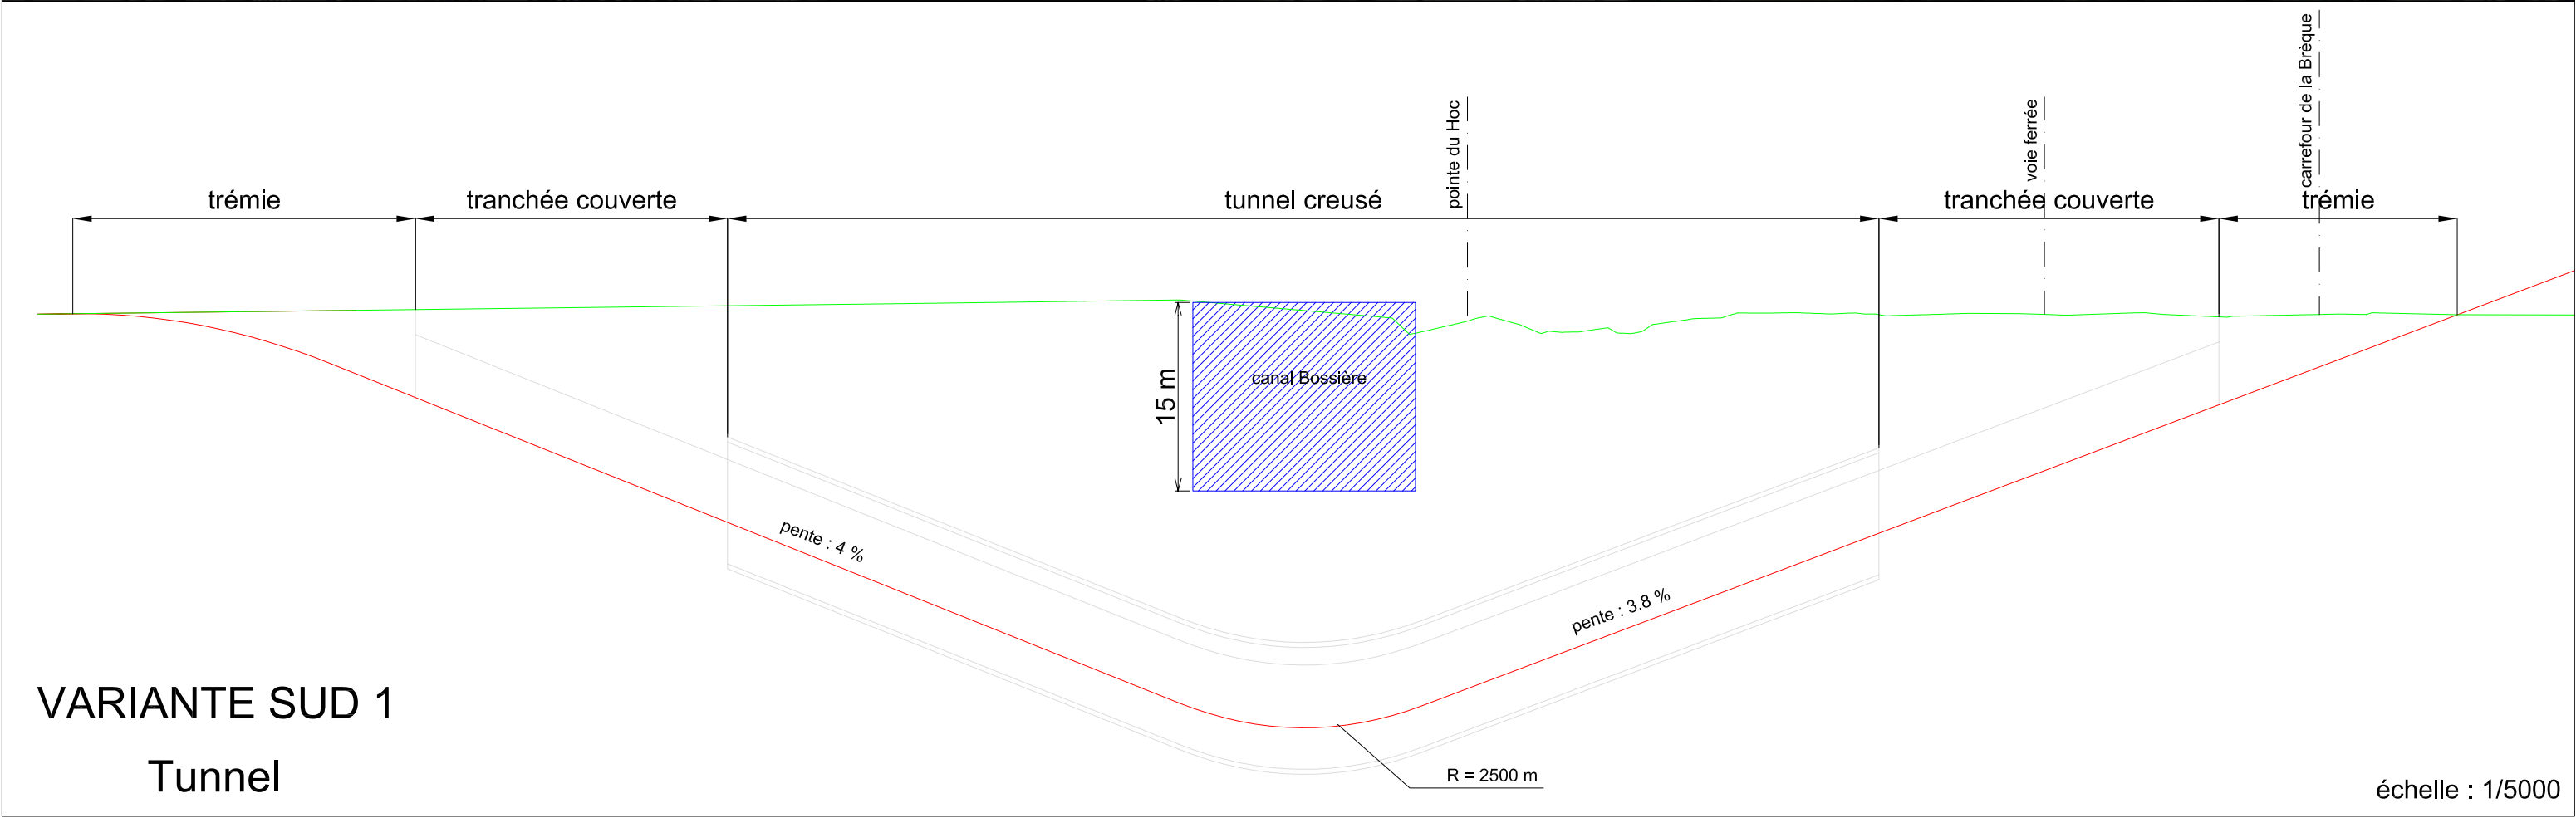 carrefour de la Brèque
pointe du Hoc
voie ferrée
trémie
tranchée couverte
tunnel creusé
tranchée couverte
trémie
15 m
canal Bossière
pente : 4 %
pente : 3.8 %
VARIANTE SUD 1
Tunnel
R = 2500 m
échelle : 1/5000